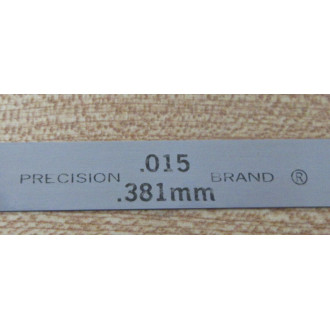 .015
PRECISION BRAND ®
.381mm